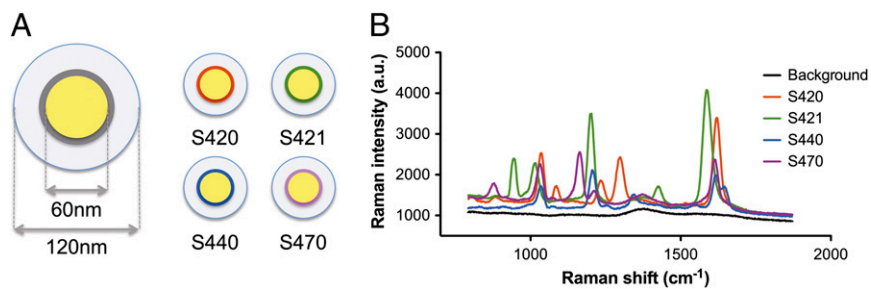 A
S420
S421
S440
S470
60nm
120nm
B
Raman intensity (a.u.)
5000
4000
3000
2000
1000
1000
1500
2000
Raman shift (cm⁻¹)
Background
S420
S421
S440
S470